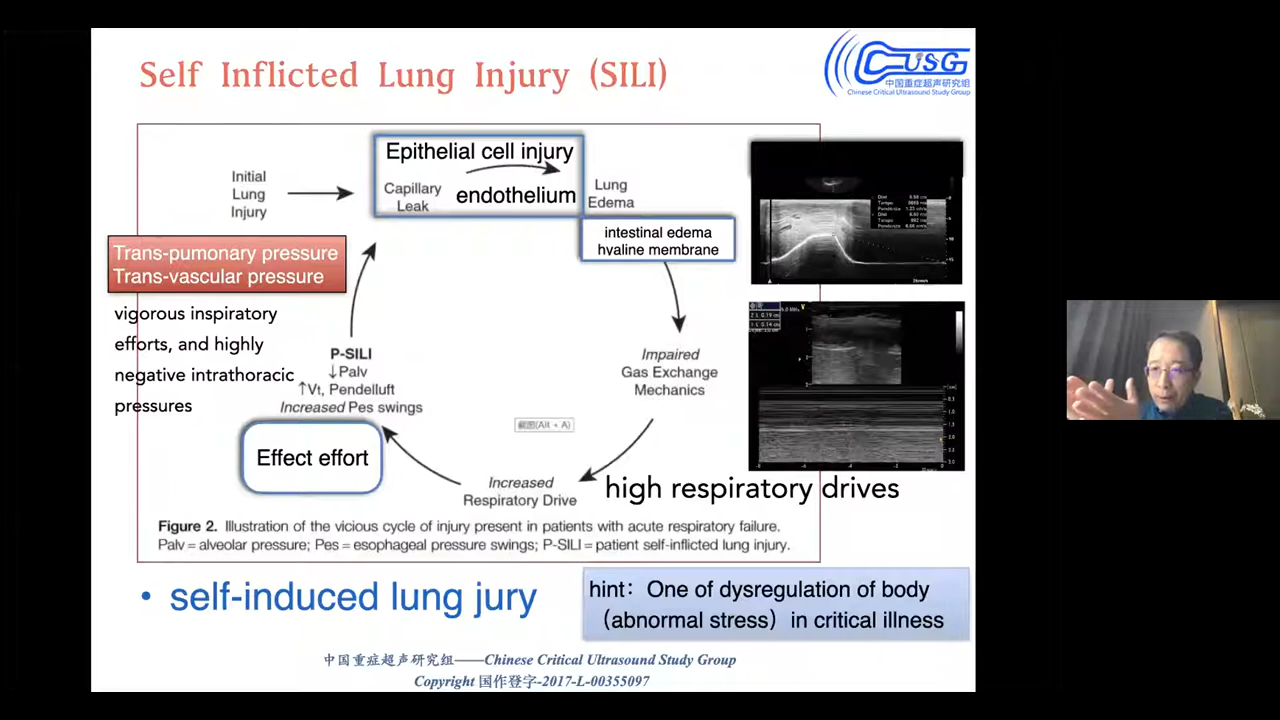 Self Inflicted Lung Injury (SILI)
CUSG
中国重症超声研究组
Chinese Critical Ultrasound Study Group
Epithelial cell injury
Initial
Lung
Injury
Capillary
Leak
endothelium
Lung
Edema
intestinal edema
hvaline membrane
Trans-pumonary pressure
Trans-vascular pressure
vigorous inspiratory
efforts, and highly
negative intrathoracic
pressures
P-SILI
↓Palv
↑Vt, Pendelluft
Increased Pes swings
Impaired
Gas Exchange
Mechanics
截图(Alt + A)
Effect effort
Increased
Respiratory Drive
high respiratory drives
Figure 2. Illustration of the vicious cycle of injury present in patients with acute respiratory failure.
Palv = alveolar pressure; Pes = esophageal pressure swings; P-SILI = patient self-inflicted lung injury.
• self-induced lung jury
hint：One of dysregulation of body
（abnormal stress）in critical illness
中国重症超声研究组——Chinese Critical Ultrasound Study Group
Copyright 国作登字-2017-L-00355097